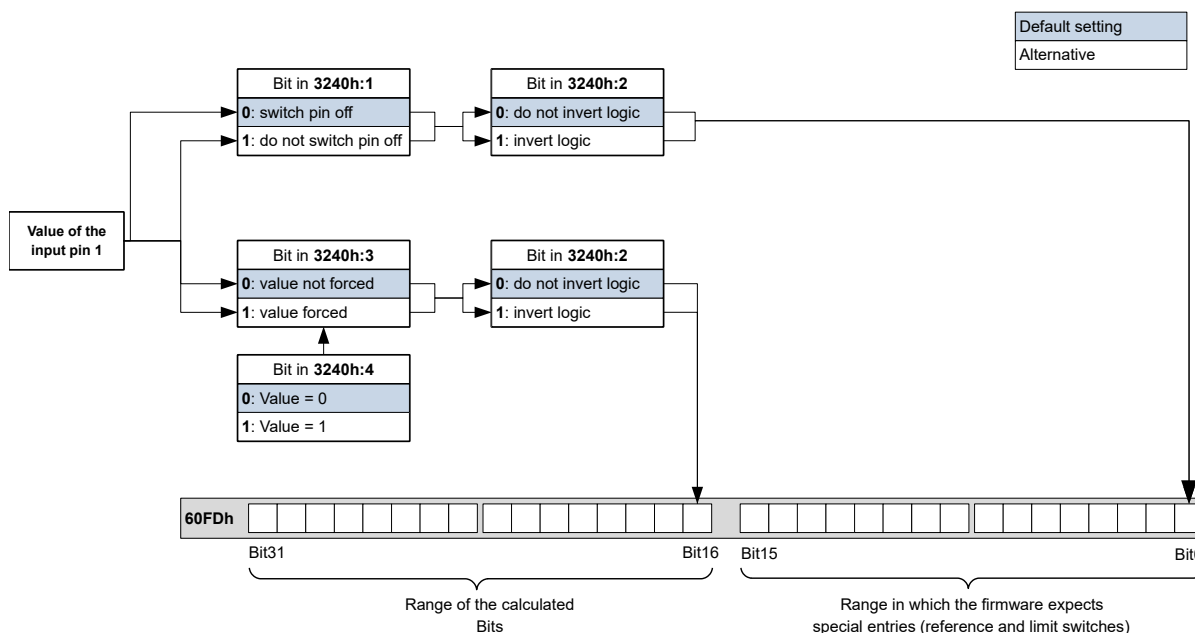 Default setting
Alternative
Bit in 3240h:1
0: switch pin off
1: do not switch pin off
Bit in 3240h:2
0: do not invert logic
1: invert logic
Value of the
input pin 1
Bit in 3240h:3
0: value not forced
1: value forced
Bit in 3240h:2
0: do not invert logic
1: invert logic
Bit in 3240h:4
0: Value = 0
1: Value = 1
60FDh
Bit31
Bit16
Bit15
Range of the calculated
Bits
Range in which the firmware expects
special entries (reference and limit switches)